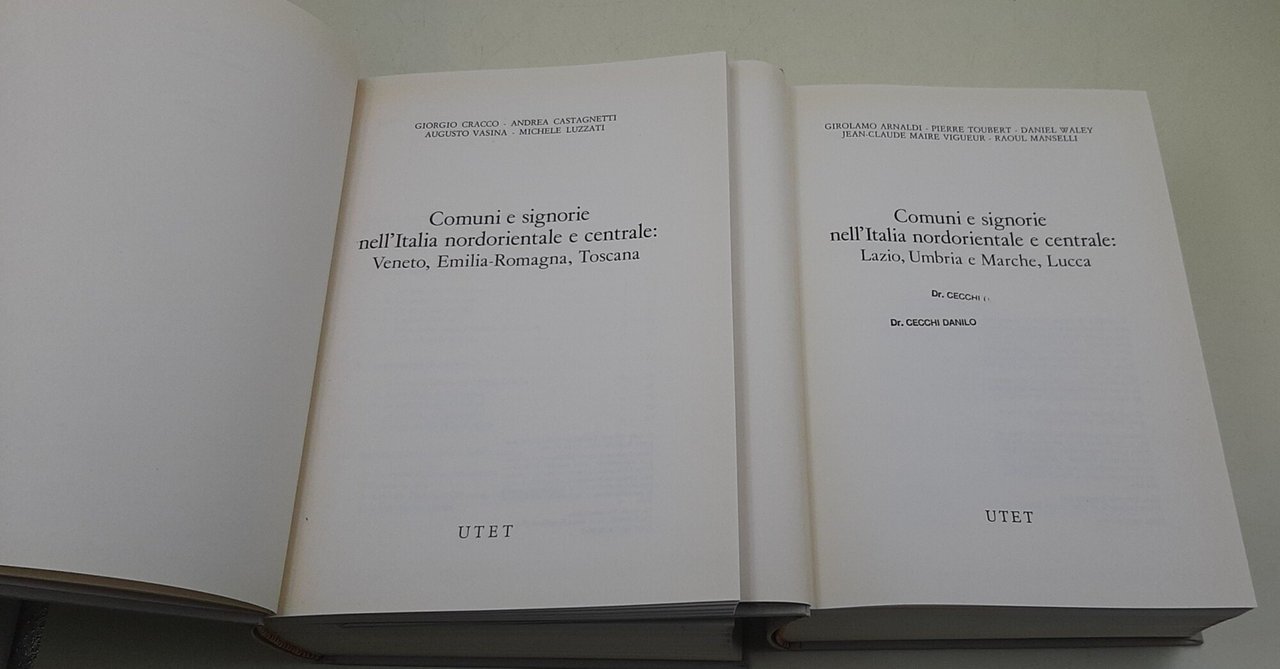 GIORGIO CRACCO - ANDREA CASTAGNETTI
AUGUSTO VASINA - MICHELE LUZZATI
Comuni e signorie
nell'Italia nordorientale e centrale:
Veneto, Emilia-Romagna, Toscana
UTET
GIROLAMO ARNALDI - PIERRE TOUBERT - DANIEL WALEY
JEAN-CLAUDE MAIRE VIGUEUR - RAOUL MANSELLI
Comuni e signorie
nell'Italia nordorientale e centrale:
Lazio, Umbria e Marche, Lucca
Dr. CECCHI
Dr. CECCHI DANILO
UTET